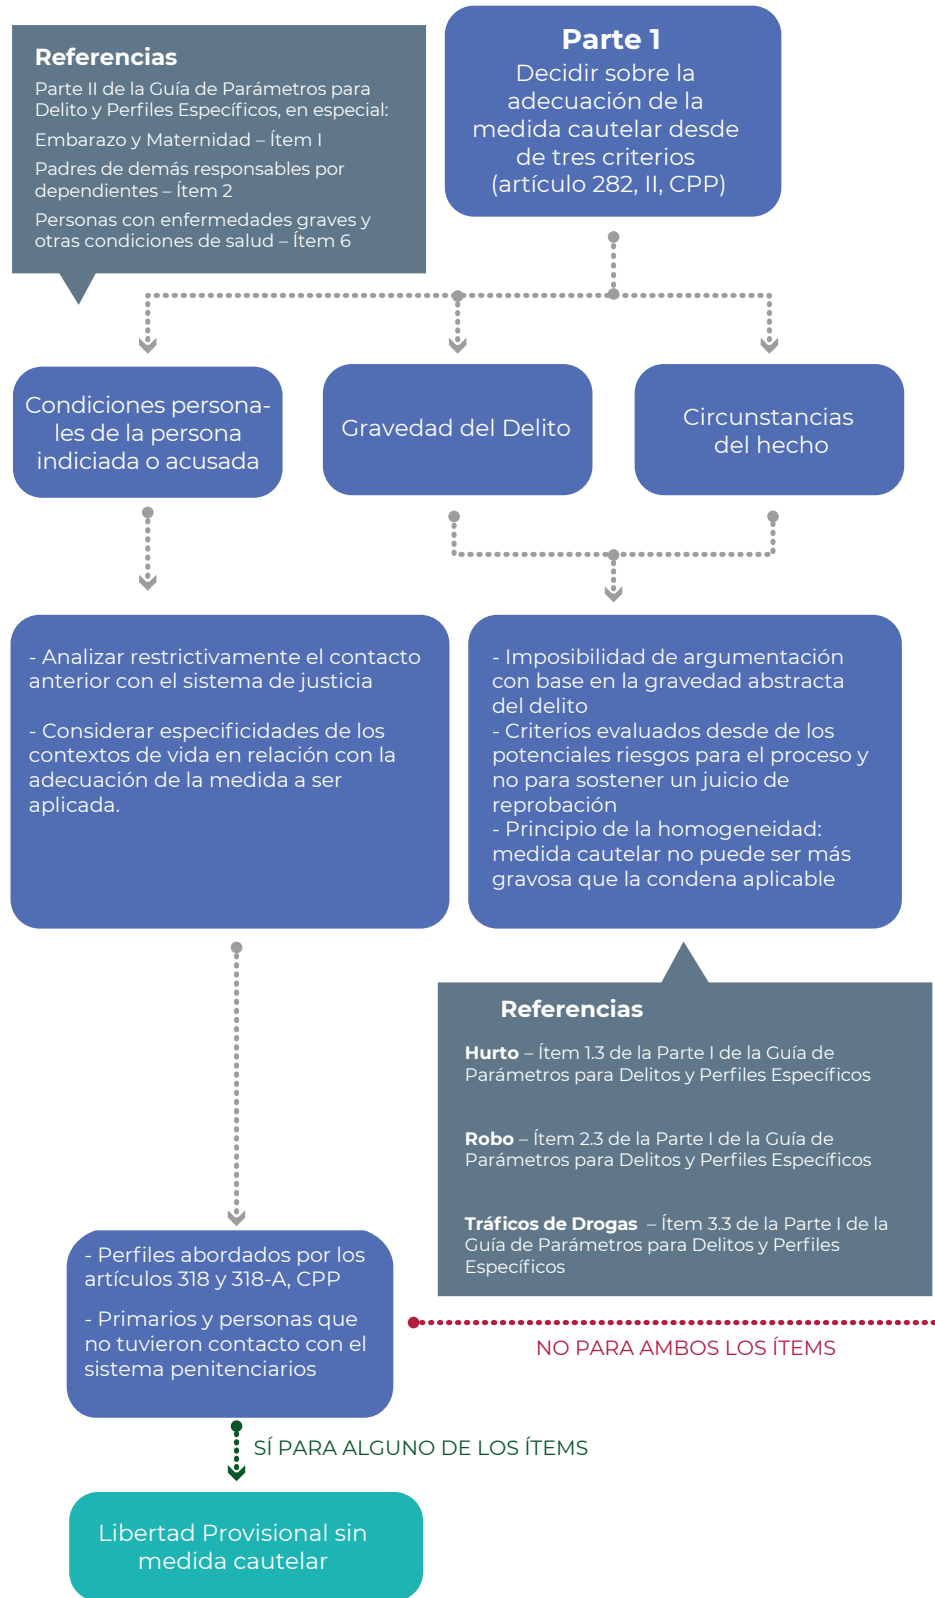 Referencias
Parte II de la Guía de Parámetros para
Delito y Perfiles Específicos, en especial:
Embarazo y Maternidad – Ítem I
Padres de demás responsables por
dependientes – Ítem 2
Personas con enfermedades graves y
otras condiciones de salud – Ítem 6
Parte 1
Decidir sobre la
adecuación de la
medida cautelar desde
de tres criterios
(artículo 282, II, CPP)
Condiciones persona-
les de la persona
indiciada o acusada
Gravedad del Delito
Circunstancias
del hecho
- Analizar restrictivamente el contacto
anterior con el sistema de justicia
- Considerar especificidades de los
contextos de vida en relación con la
adecuación de la medida a ser
aplicada.
- Imposibilidad de argumentación
con base en la gravedad abstracta
del delito
- Criterios evaluados desde de los
potenciales riesgos para el proceso y
no para sostener un juicio de
reprobación
- Principio de la homogeneidad:
medida cautelar no puede ser más
gravosa que la condena aplicable
Referencias
Hurto – Ítem 1.3 de la Parte I de la Guía de
Parámetros para Delitos y Perfiles Específicos
Robo – Ítem 2.3 de la Parte I de la Guía de
Parámetros para Delitos y Perfiles Específicos
Tráficos de Drogas – Ítem 3.3 de la Parte I de la
Guía de Parámetros para Delitos y Perfiles
Específicos
- Perfiles abordados por los
artículos 318 y 318-A, CPP
- Primarios y personas que
no tuvieron contacto con el
sistema penitenciarios
NO PARA AMBOS LOS ÍTEMS
SÍ PARA ALGUNO DE LOS ÍTEMS
Libertad Provisional sin
medida cautelar